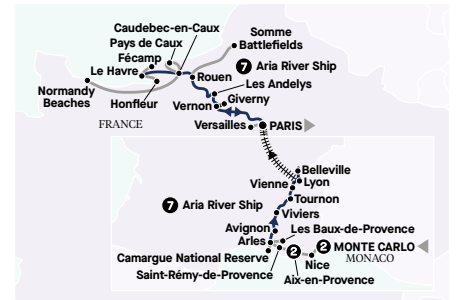 Caudebec-en-Caux
Somme
Battlefields
Pays de Caux
Fécamp
Le Havre
7 Aria River Ship
Rouen
Les Andelys
Normandy
Beaches
Honfleur
Vernon
Giverny
FRANCE
Versailles
PARIS
Belleville
Vienne
Lyon
Tournon
7 Aria River Ship
Viviers
Avignon
Les Baux-de-Provence
Arles
2
2 MONTE CARLO
MONACO
Camargue National Reserve
Nice
Saint-Rémy-de-Provence
Aix-en-Provence